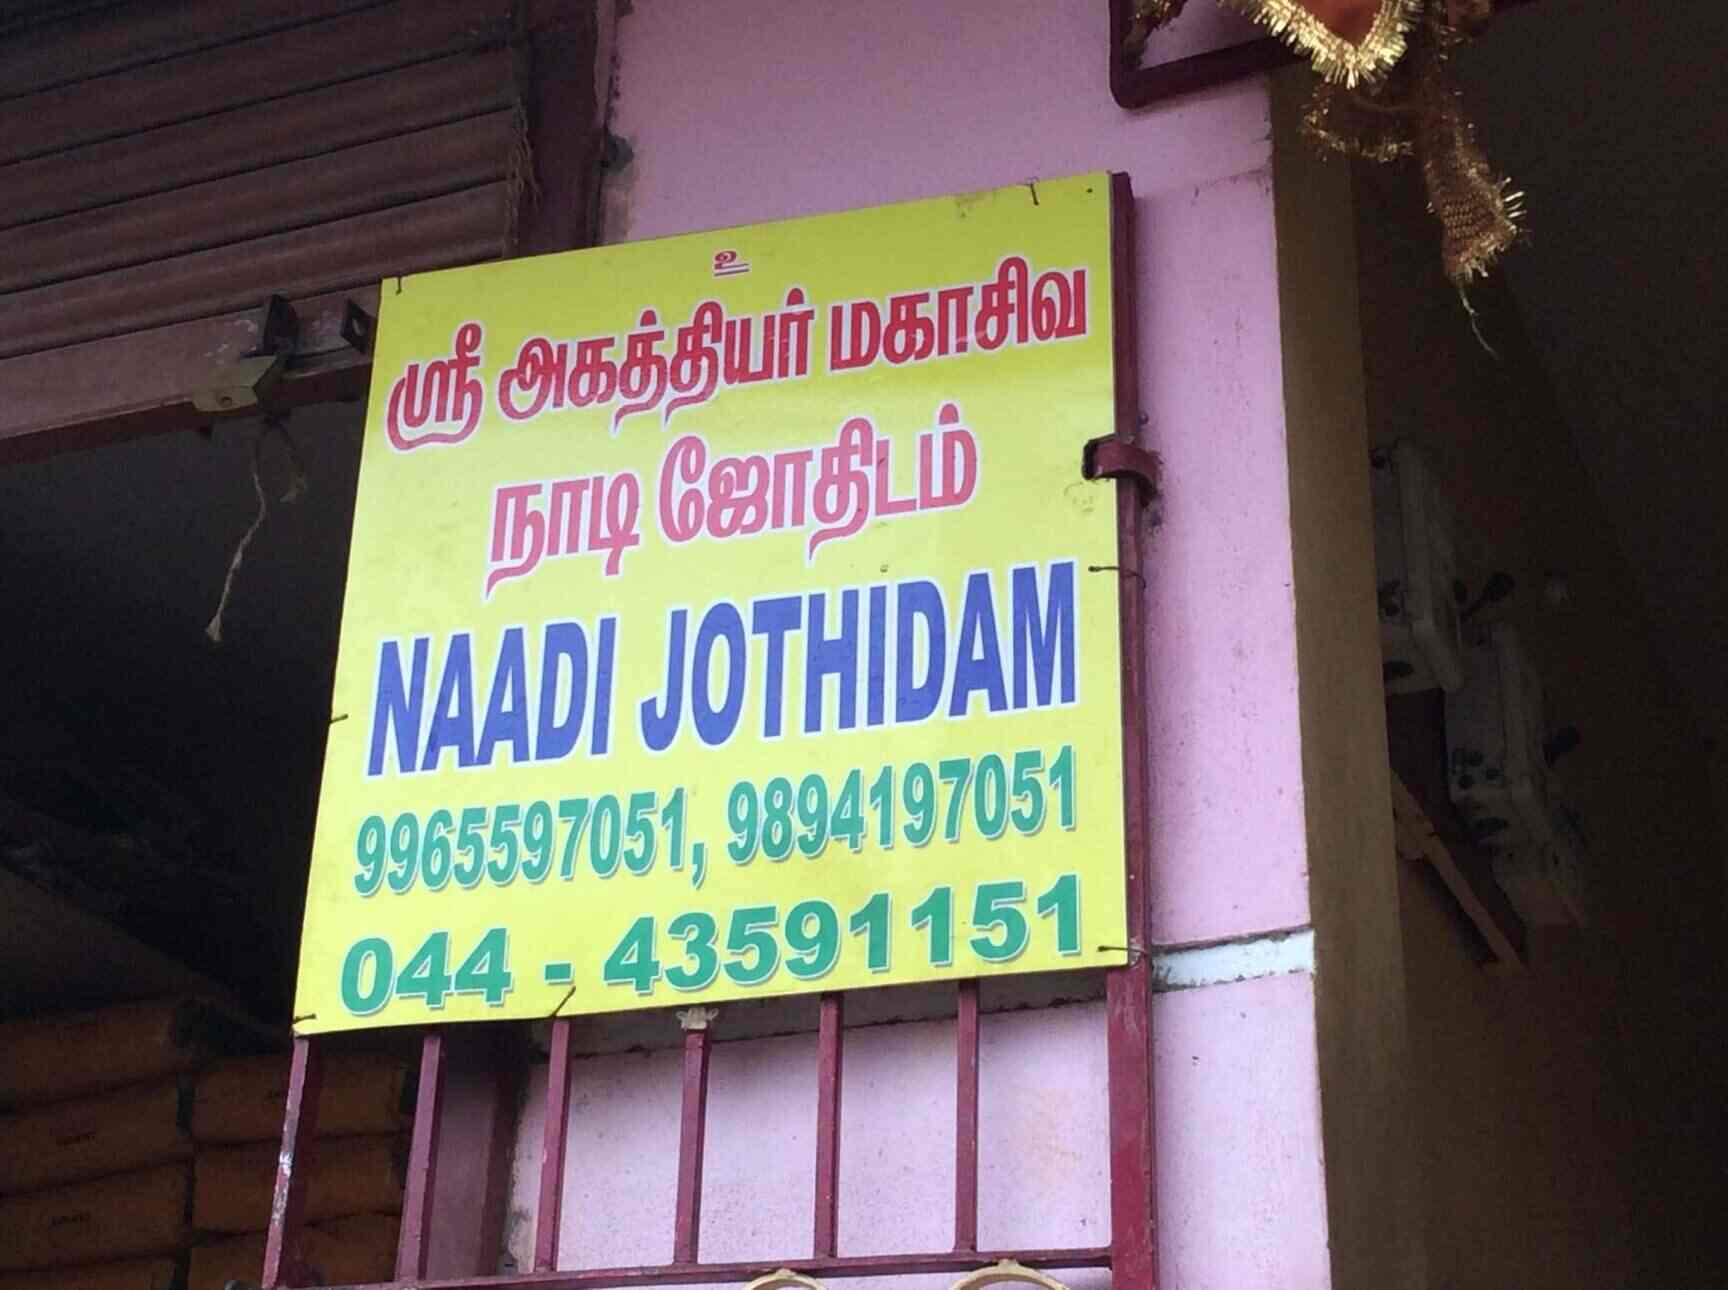 உ
ஸ்ரீ அகத்தியர் மகாசிவ
நாடி ஜோதிடம்
NAADI JOTHIDAM
9965597051, 9894197051
044 - 43591151